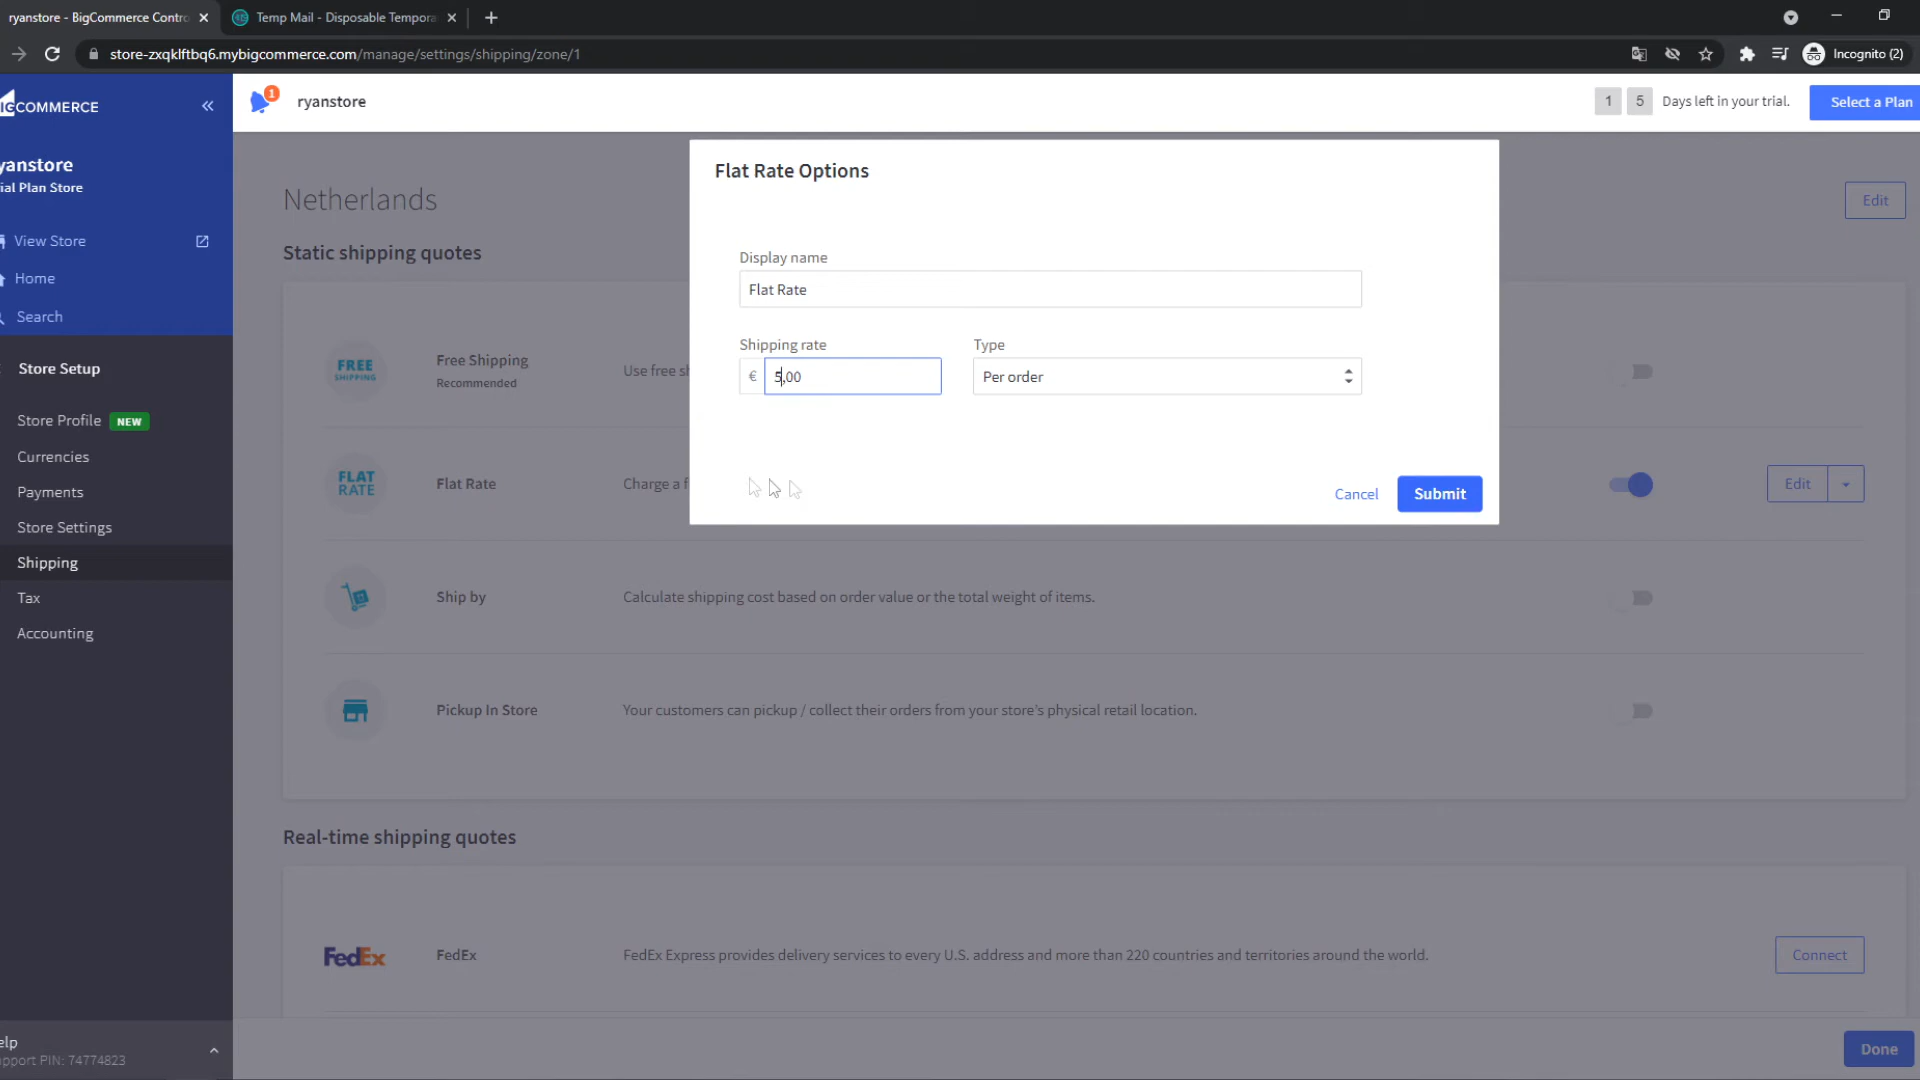 ryanstore - BigCommerce Contro
Temp Mail - Disposable Tempora
store-zxqklftbq6.mybigcommerce.com/manage/settings/shipping/zone/1
Incognito (2)
IGCOMMERCE
1
ryanstore
1 5 Days left in your trial.
Select a Plan
yanstore
ial Plan Store
View Store
Home
Search
Store Setup
Store Profile NEW
Currencies
Payments
Store Settings
Shipping
Tax
Accounting
elp
pport PIN: 74774823
Netherlands
Edit
Static shipping quotes
FREE SHIPPING
Free Shipping
Recommended
Use free sh
FLAT RATE
Flat Rate
Charge a f
Edit
Ship by
Calculate shipping cost based on order value or the total weight of items.
Pickup In Store
Your customers can pickup / collect their orders from your store's physical retail location.
Real-time shipping quotes
FedEx
FedEx
FedEx Express provides delivery services to every U.S. address and more than 220 countries and territories around the world.
Connect
Done
Flat Rate Options
Display name
Flat Rate
Shipping rate
Type
€ 5,00
Per order
Cancel
Submit